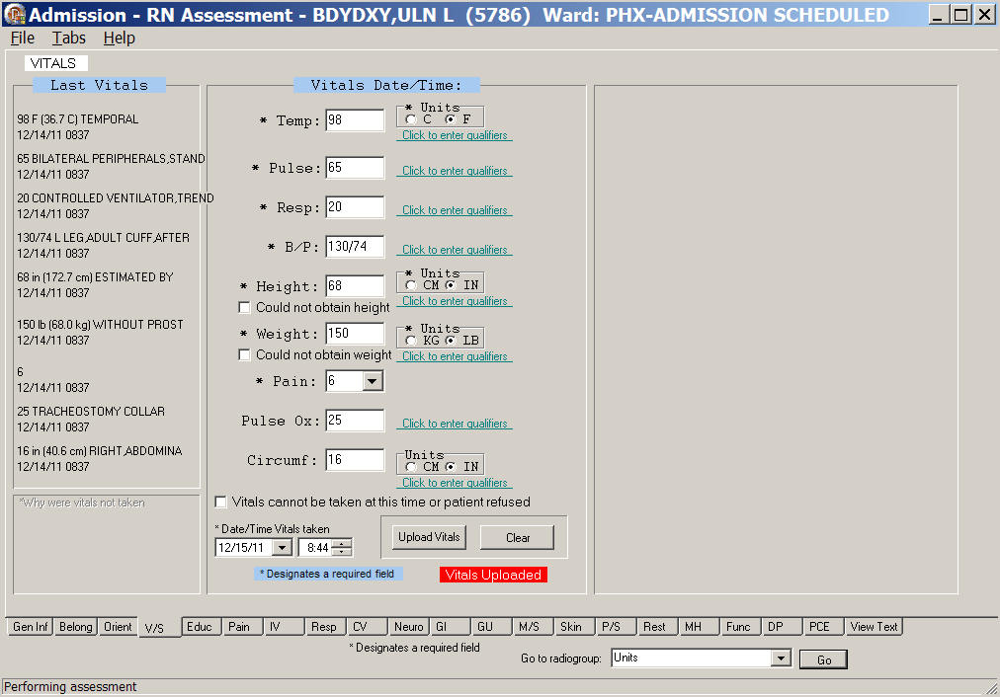 Admission - RN Assessment - BDYDXY,ULN L (5786) Ward: PHX-ADMISSION SCHEDULED
File Tabs Help
VITALS
Last Vitals
98 F (36.7 C) TEMPORAL
12/14/11 0837
65 BILATERAL PERIPHERALS,STAND
12/14/11 0837
20 CONTROLLED VENTILATOR,TREND
12/14/11 0837
130/74 L LEG,ADULT CUFF,AFTER
12/14/11 0837
68 in (172.7 cm) ESTIMATED BY
12/14/11 0837
150 lb (68.0 kg) WITHOUT PROST
12/14/11 0837
6
12/14/11 0837
25 TRACHEOSTOMY COLLAR
12/14/11 0837
16 in (40.6 cm) RIGHT,ABDOMINA
12/14/11 0837
*Why were vitals not taken
Vitals Date/Time:
* Temp: 98
* Units
C F
Click to enter qualifiers
* Pulse: 65
Click to enter qualifiers
* Resp: 20
Click to enter qualifiers
* B/P: 130/74
Click to enter qualifiers
* Height: 68
* Units
CM IN
Click to enter qualifiers
Could not obtain height
* Weight: 150
* Units
KG LB
Click to enter qualifiers
Could not obtain weight
* Pain: 6
Pulse Ox: 25
Click to enter qualifiers
Circumf: 16
Units
CM IN
Click to enter qualifiers
Vitals cannot be taken at this time or patient refused
* Date/Time Vitals taken
12/15/11 8:44
Upload Vitals Clear
* Designates a required field
Vitals Uploaded
Gen Inf Belong Orient V/S Educ Pain IV Resp CV Neuro GI GU M/S Skin P/S Rest MH Func DP PCE View Text
* Designates a required field
Go to radiogroup: Units Go
Performing assessment